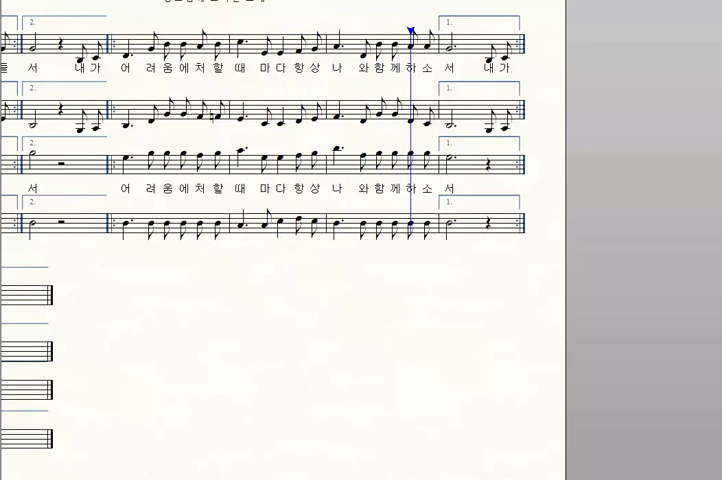 2. 1.
들 서 내 가 어 려 움 에 처 할 때 마 다 항 상 나 와 함 께 하 소 서 내 가
2. 1.
2. 1.
서 어 려 움 에 처 할 때 마 다 항 상 나 와 함 께 하 소 서
2. 1.